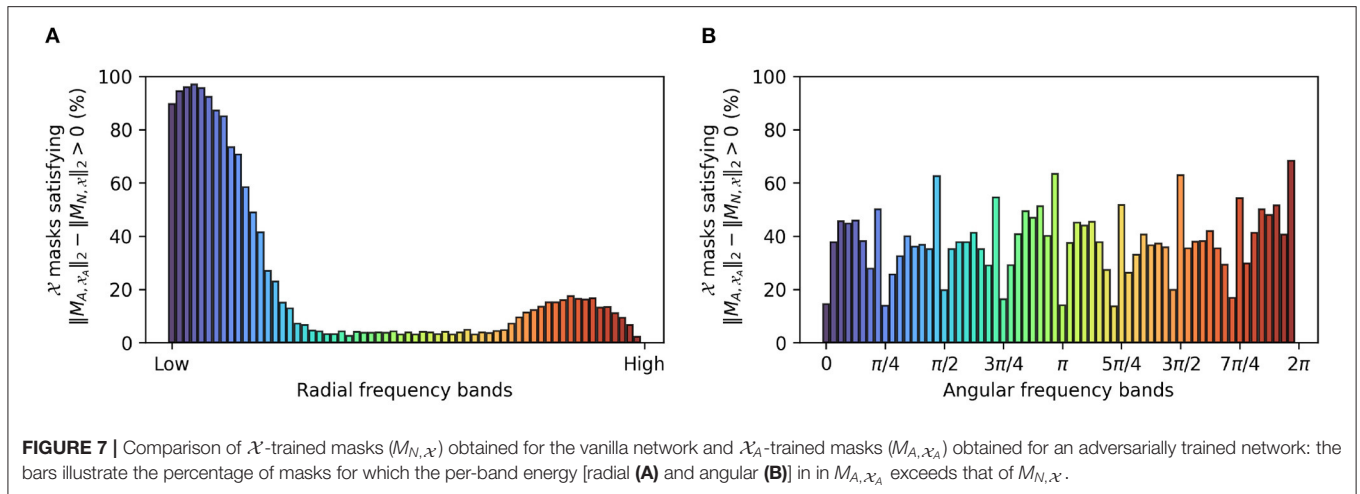 A
B
𝒳 masks satisfying
‖M_{A,𝒳_A}‖₂ − ‖M_{N,𝒳}‖₂ > 0 (%)
100
80
60
40
20
0
Low
High
Radial frequency bands
𝒳 masks satisfying
‖M_{A,𝒳_A}‖₂ − ‖M_{N,𝒳}‖₂ > 0 (%)
100
80
60
40
20
0
0 π/4 π/2 3π/4 π 5π/4 3π/2 7π/4 2π
Angular frequency bands
FIGURE 7 | Comparison of 𝒳-trained masks (M_{N,𝒳}) obtained for the vanilla network and 𝒳_A-trained masks (M_{A,𝒳_A}) obtained for an adversarially trained network: the
bars illustrate the percentage of masks for which the per-band energy [radial (A) and angular (B)] in in M_{A,𝒳_A} exceeds that of M_{N,𝒳}.